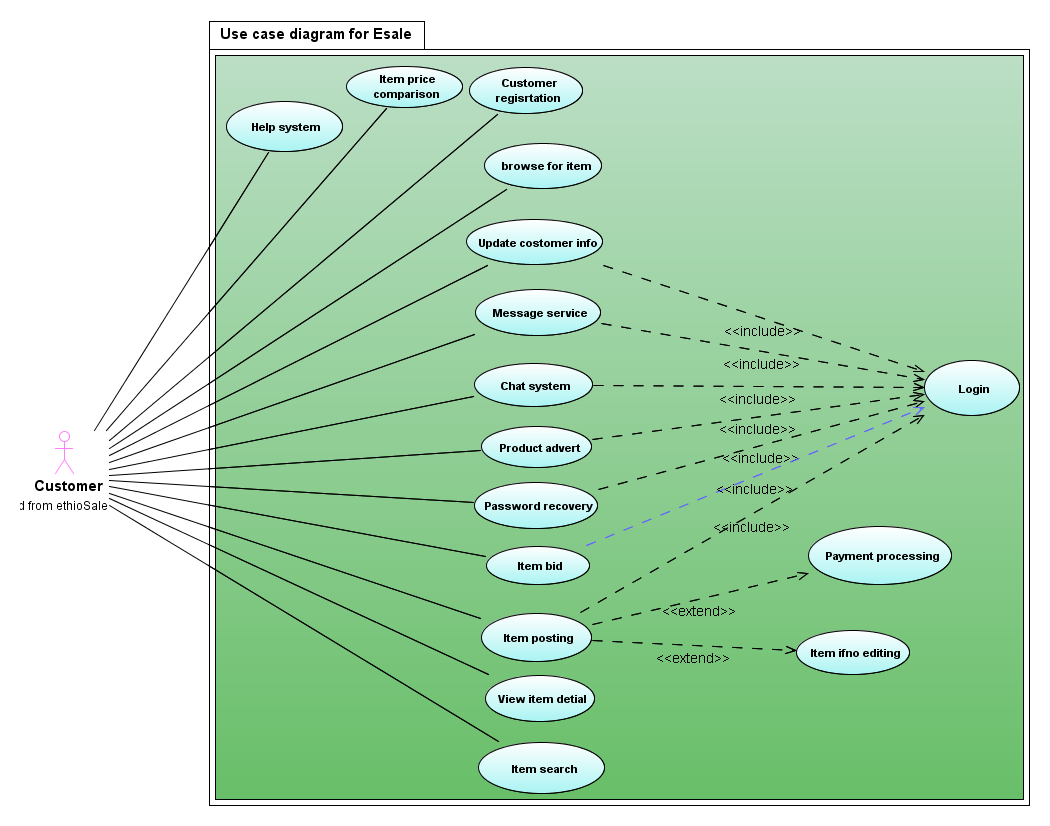 Use case diagram for Esale
Item price
comparison
Customer
regisrtation
Help system
browse for item
Update costomer info
Message service
<<include>>
<<include>>
Chat system
Login
<<include>>
<<include>>
Product advert
<<include>>
Customer
d from ethioSale
Password recovery
<<include>>
<<include>>
Item bid
Payment processing
<<extend>>
Item posting
Item ifno editing
<<extend>>
View item detial
Item search